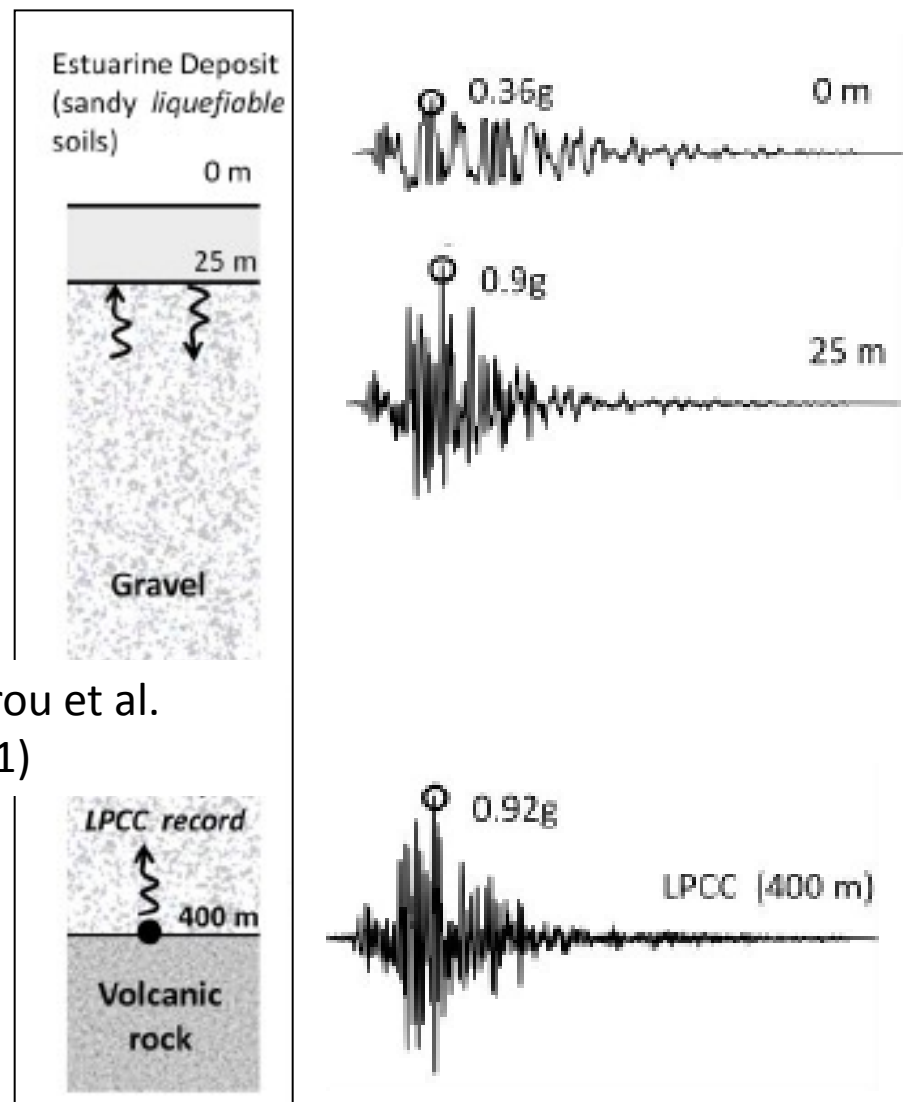 Estuarine Deposit
(sandy liquefiable
soils)
0 m
25 m
Gravel
rou et al.
1)
LPCC record
400 m
Volcanic
rock
0.36g
0 m
0.9g
25 m
0.92g
LPCC (400 m)